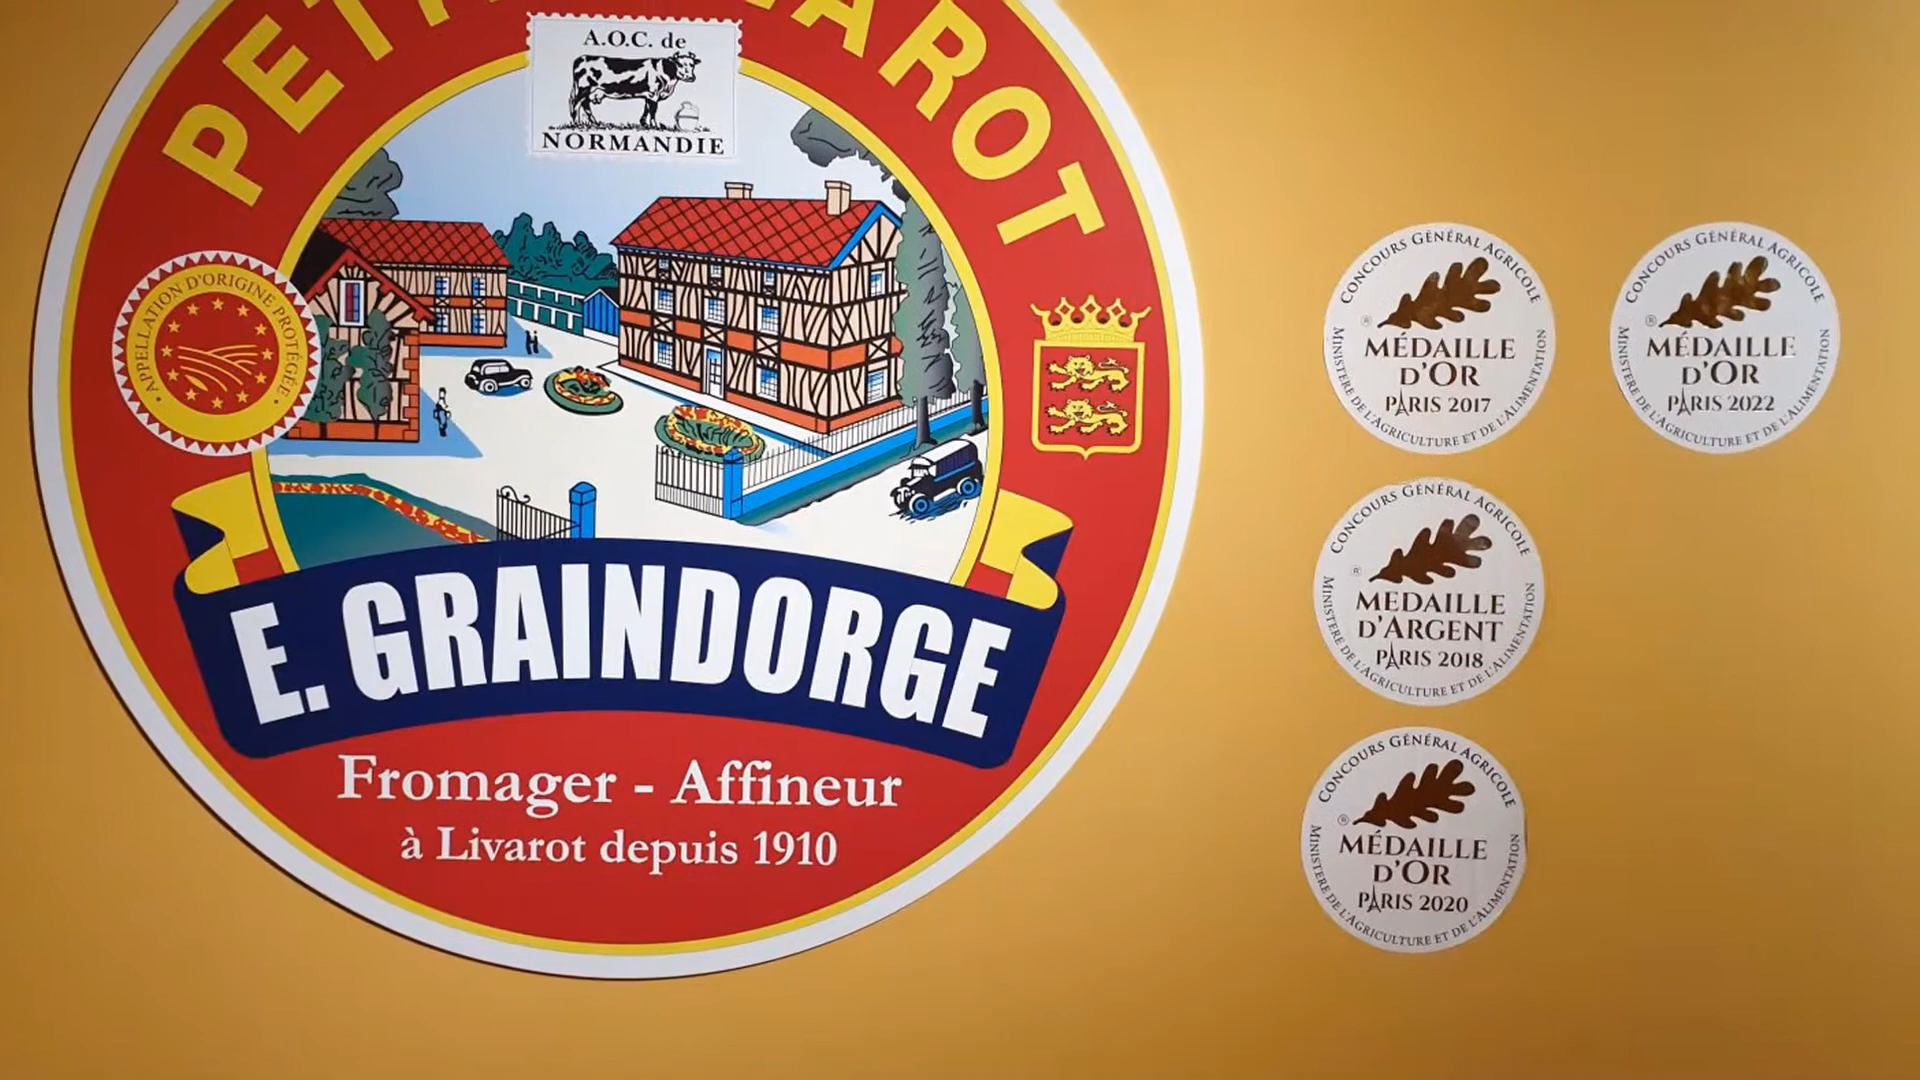 PETI
AROT
A.O.C. de
NORMANDIE
APPELLATION D'ORIGINE PROTÉGÉE
E. GRAINDORGE
Fromager - Affineur
à Livarot depuis 1910
CONCOURS GÉNÉRAL AGRICOLE
®
MÉDAILLE
D'OR
PARIS 2017
MINISTÈRE DE L'AGRICULTURE ET DE L'ALIMENTATION
CONCOURS GÉNÉRAL AGRICOLE
®
MÉDAILLE
D'OR
PARIS 2022
MINISTÈRE DE L'AGRICULTURE ET DE L'ALIMENTATION
CONCOURS GÉNÉRAL AGRICOLE
®
MEDAILLE
D'ARGENT
PARIS 2018
MINISTÈRE DE L'AGRICULTURE ET DE L'ALIMENTATION
CONCOURS GÉNÉRAL AGRICOLE
®
MÉDAILLE
D'OR
PARIS 2020
MINISTÈRE DE L'AGRICULTURE ET DE L'ALIMENTATION